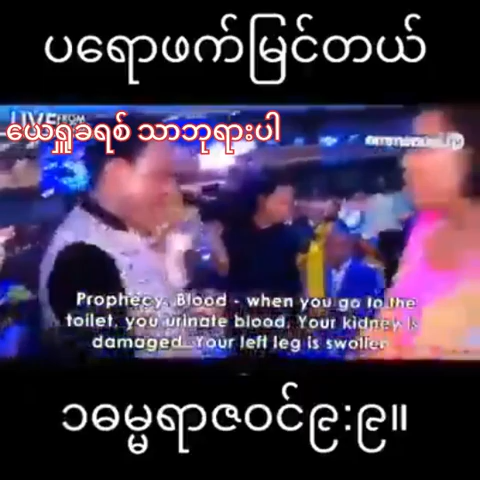 ပရောဖက်မြင်တယ်
LIVE FROM
ယေရှူခရစ် သာဘုရားပါ
Prophecy. Blood - when you go to the
toilet, you urinate blood. Your kidney is
damaged. Your left leg is swollen
၁ဓမ္မရာဇဝင်၉:၉။